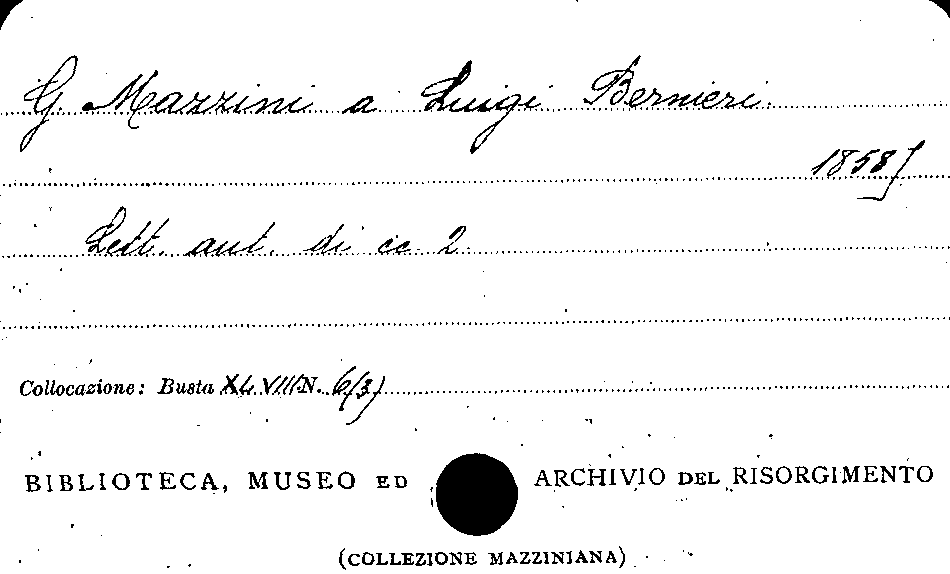 G. Mazzini a Luigi Bernieri.
1858]
Lett. aut. di cc 2.
Collocazione: Busta XLVIII N. 6(3)
BIBLIOTECA, MUSEO ED ARCHIVIO DEL RISORGIMENTO
(COLLEZIONE MAZZINIANA)